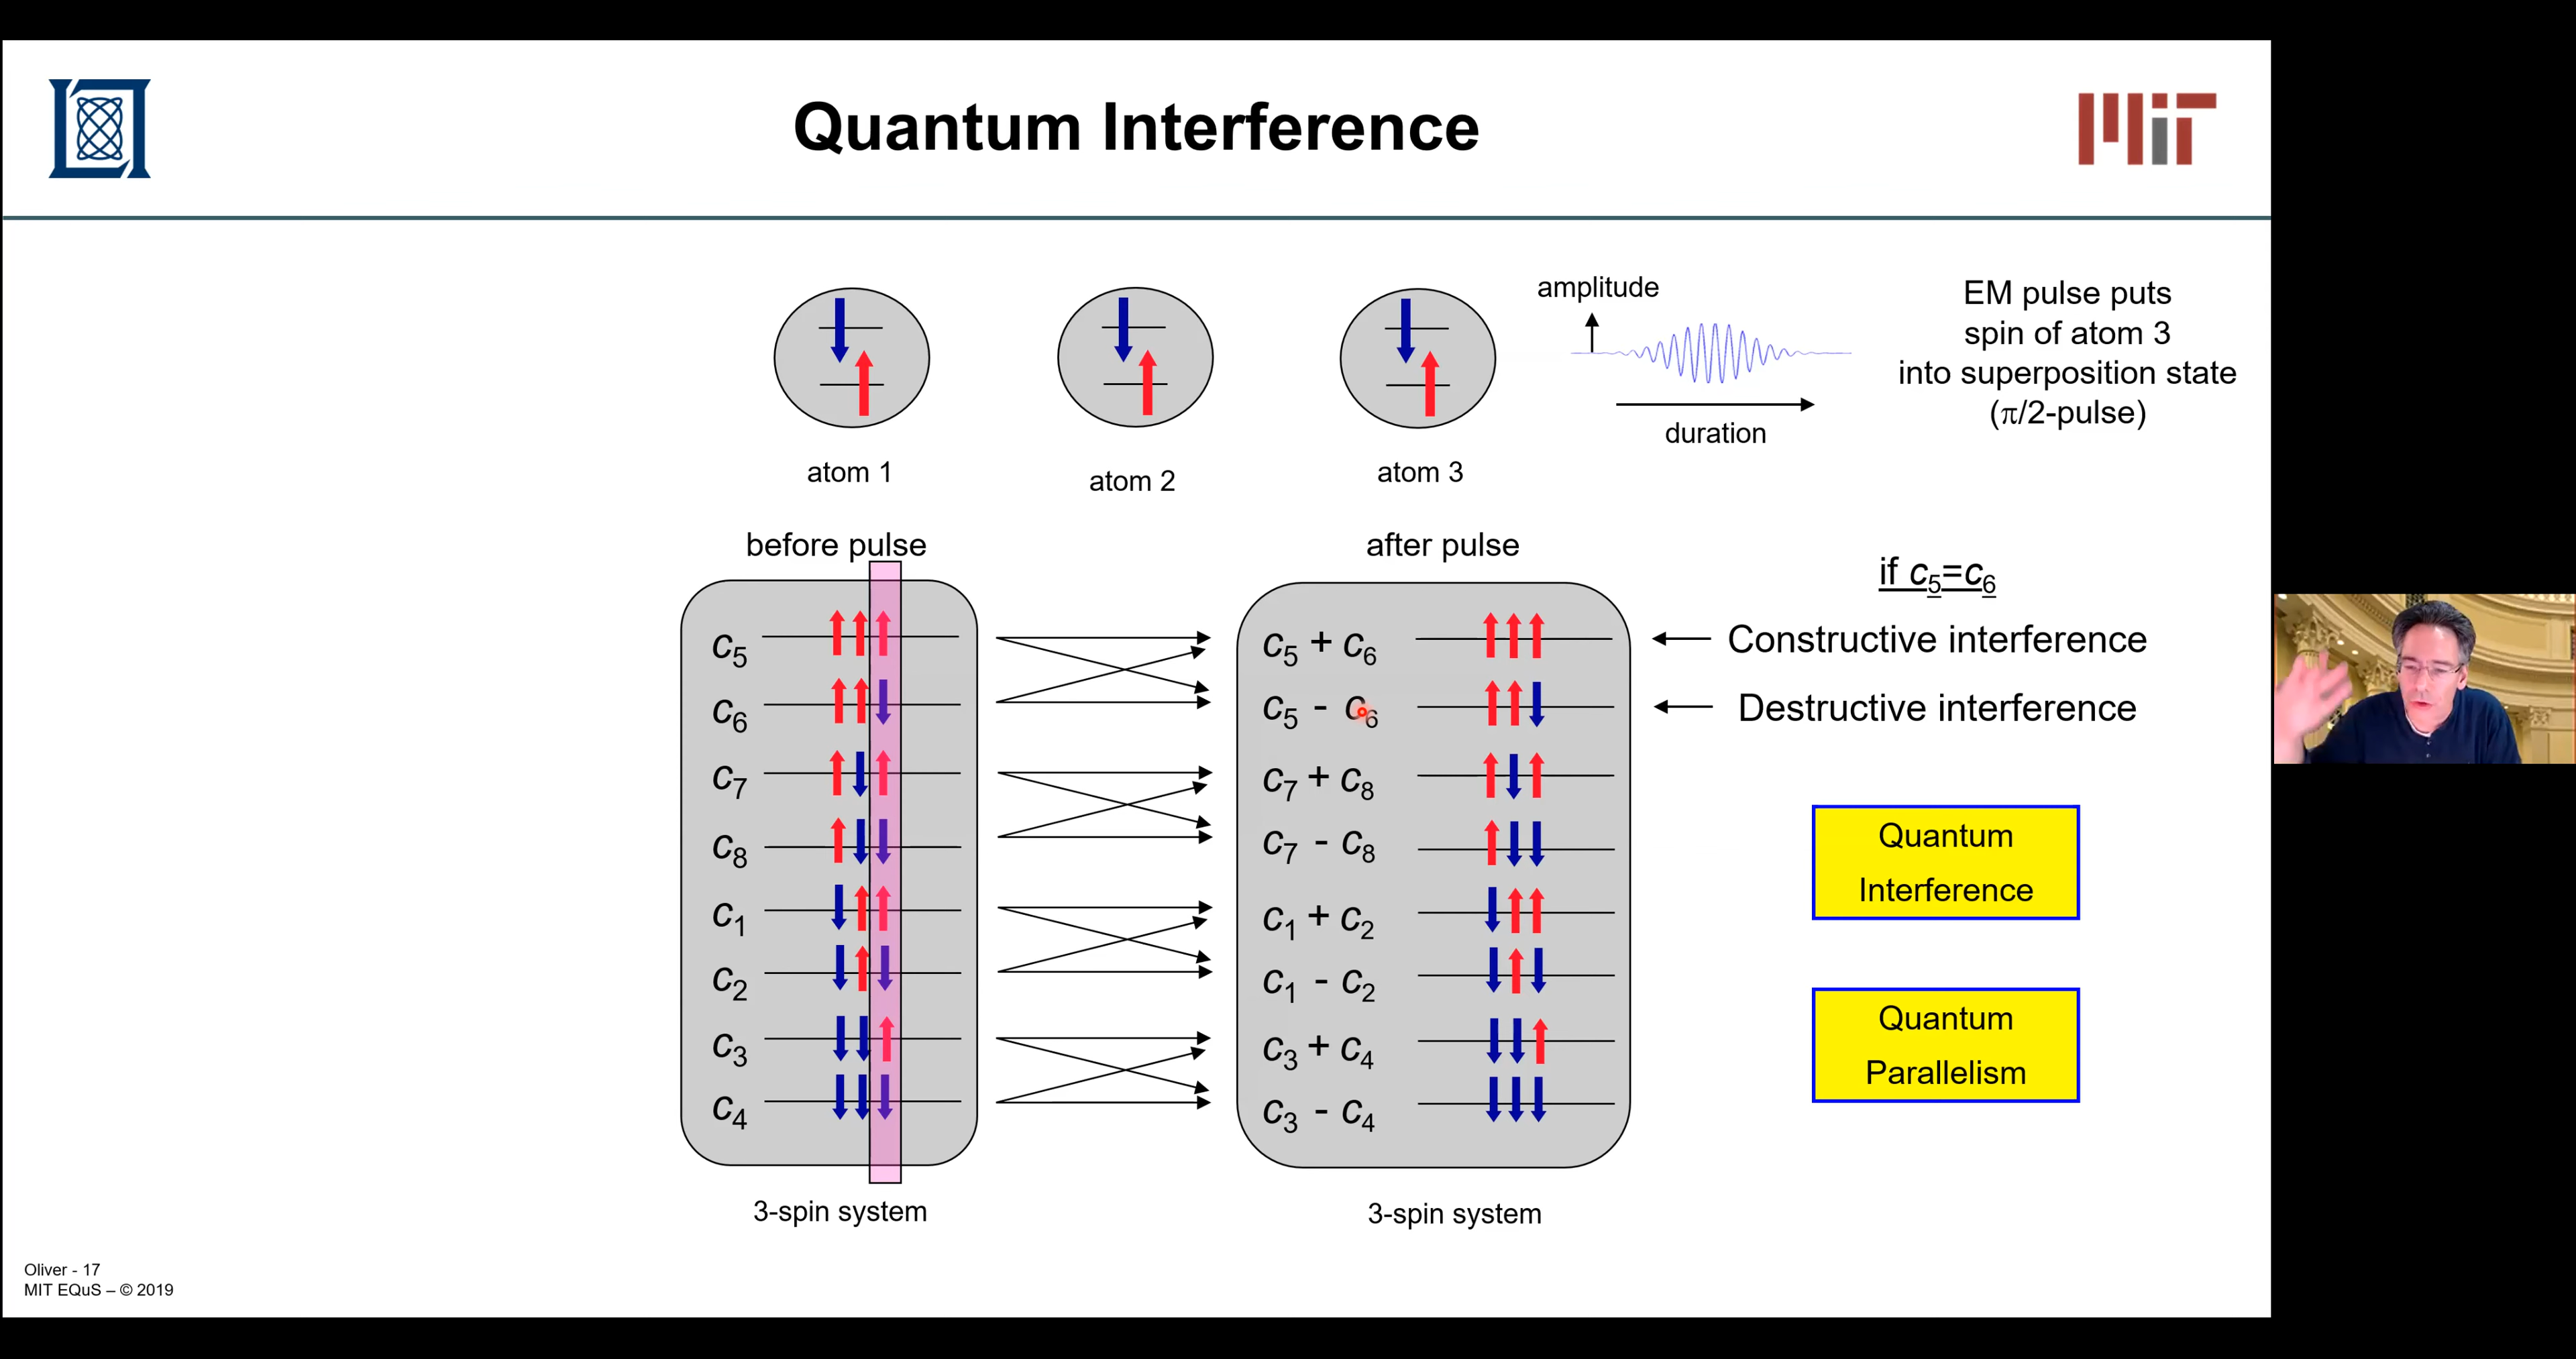 Quantum Interference
MIT
amplitude
duration
EM pulse puts
spin of atom 3
into superposition state
(π/2-pulse)
atom 1
atom 2
atom 3
before pulse
after pulse
if c5=c6
c5
c6
c7
c8
c1
c2
c3
c4
c5 + c6
c5 - c6
c7 + c8
c7 - c8
c1 + c2
c1 - c2
c3 + c4
c3 - c4
Constructive interference
Destructive interference
Quantum
Interference
Quantum
Parallelism
3-spin system
3-spin system
Oliver - 17
MIT EQuS – © 2019